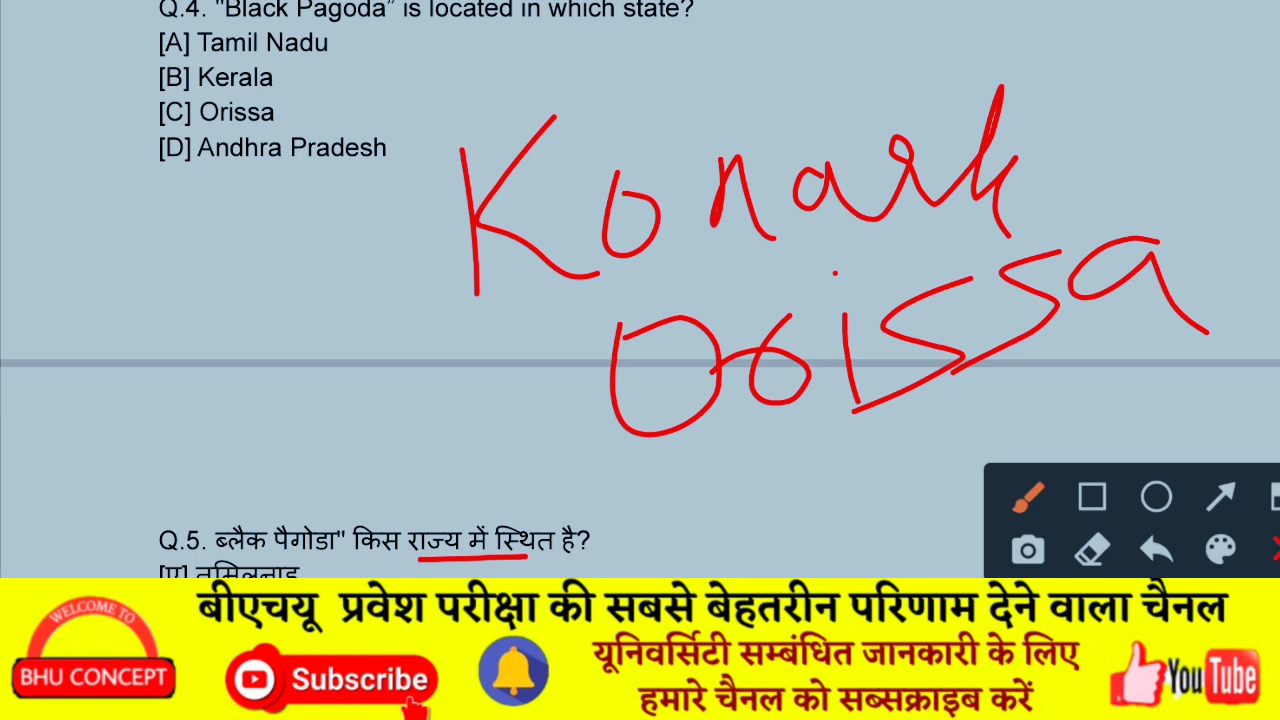 Q.4. "Black Pagoda” is located in which state?
[A] Tamil Nadu
[B] Kerala
[C] Orissa
[D] Andhra Pradesh
Konark
Orissa
Q.5. ब्लैक पैगोडा" किस राज्य में स्थित है?
[ए] तमिलनाडु
बीएचयू प्रवेश परीक्षा की सबसे बेहतरीन परिणाम देने वाला चैनल
WELCOME TO
BHU CONCEPT
Subscribe
यूनिवर्सिटी सम्बंधित जानकारी के लिए
हमारे चैनल को सब्सक्राइब करें
YouTube